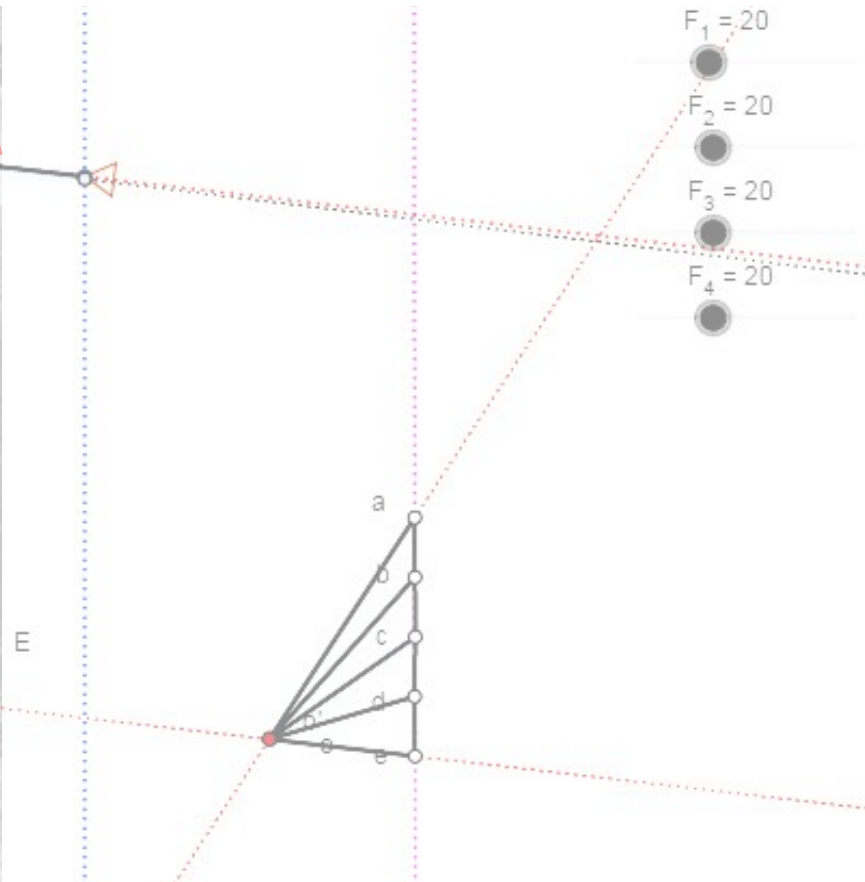 F₁ = 20
F₂ = 20
F₃ = 20
F₄ = 20
a
b
c
E
d
o'
o
e